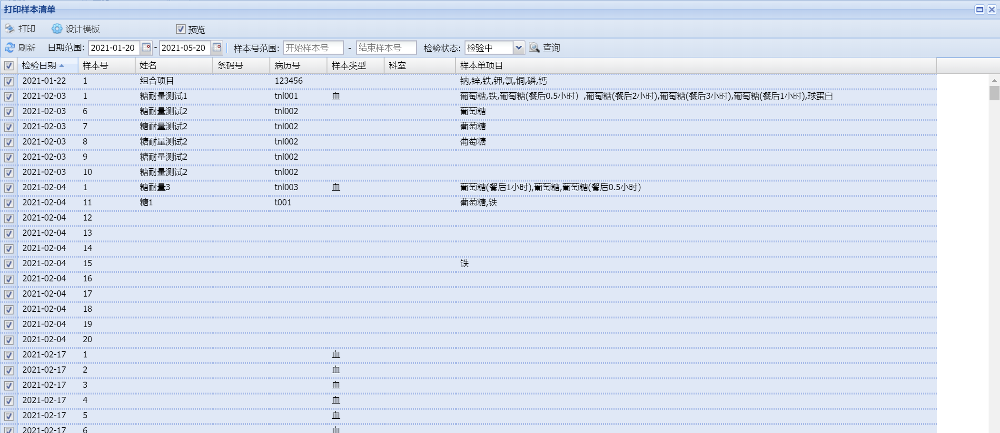 打印样本清单
打印 设计模板 预览
刷新 日期范围: 2021-01-20 - 2021-05-20 样本号范围: 开始样本号 - 结束样本号 检验状态: 检验中 查询
检验日期 样本号 姓名 条码号 病历号 样本类型 科室 样本单项目
2021-01-22 1 组合项目 123456 钠,锌,铁,钾,氯,铜,磷,钙
2021-02-03 1 糖耐量测试1 tnl001 血 葡萄糖,铁,葡萄糖(餐后0.5小时）,葡萄糖(餐后2小时),葡萄糖(餐后3小时),葡萄糖(餐后1小时),球蛋白
2021-02-03 6 糖耐量测试2 tnl002 葡萄糖
2021-02-03 7 糖耐量测试2 tnl002 葡萄糖
2021-02-03 8 糖耐量测试2 tnl002 葡萄糖
2021-02-03 9 糖耐量测试2 tnl002
2021-02-03 10 糖耐量测试2 tnl002
2021-02-04 1 糖耐量3 tnl003 血 葡萄糖(餐后1小时),葡萄糖,葡萄糖(餐后0.5小时）
2021-02-04 11 糖1 t001 葡萄糖,铁
2021-02-04 12
2021-02-04 13
2021-02-04 14
2021-02-04 15 铁
2021-02-04 16
2021-02-04 17
2021-02-04 18
2021-02-04 19
2021-02-04 20
2021-02-17 1 血
2021-02-17 2 血
2021-02-17 3 血
2021-02-17 4 血
2021-02-17 5 血
2021-02-17 6 血